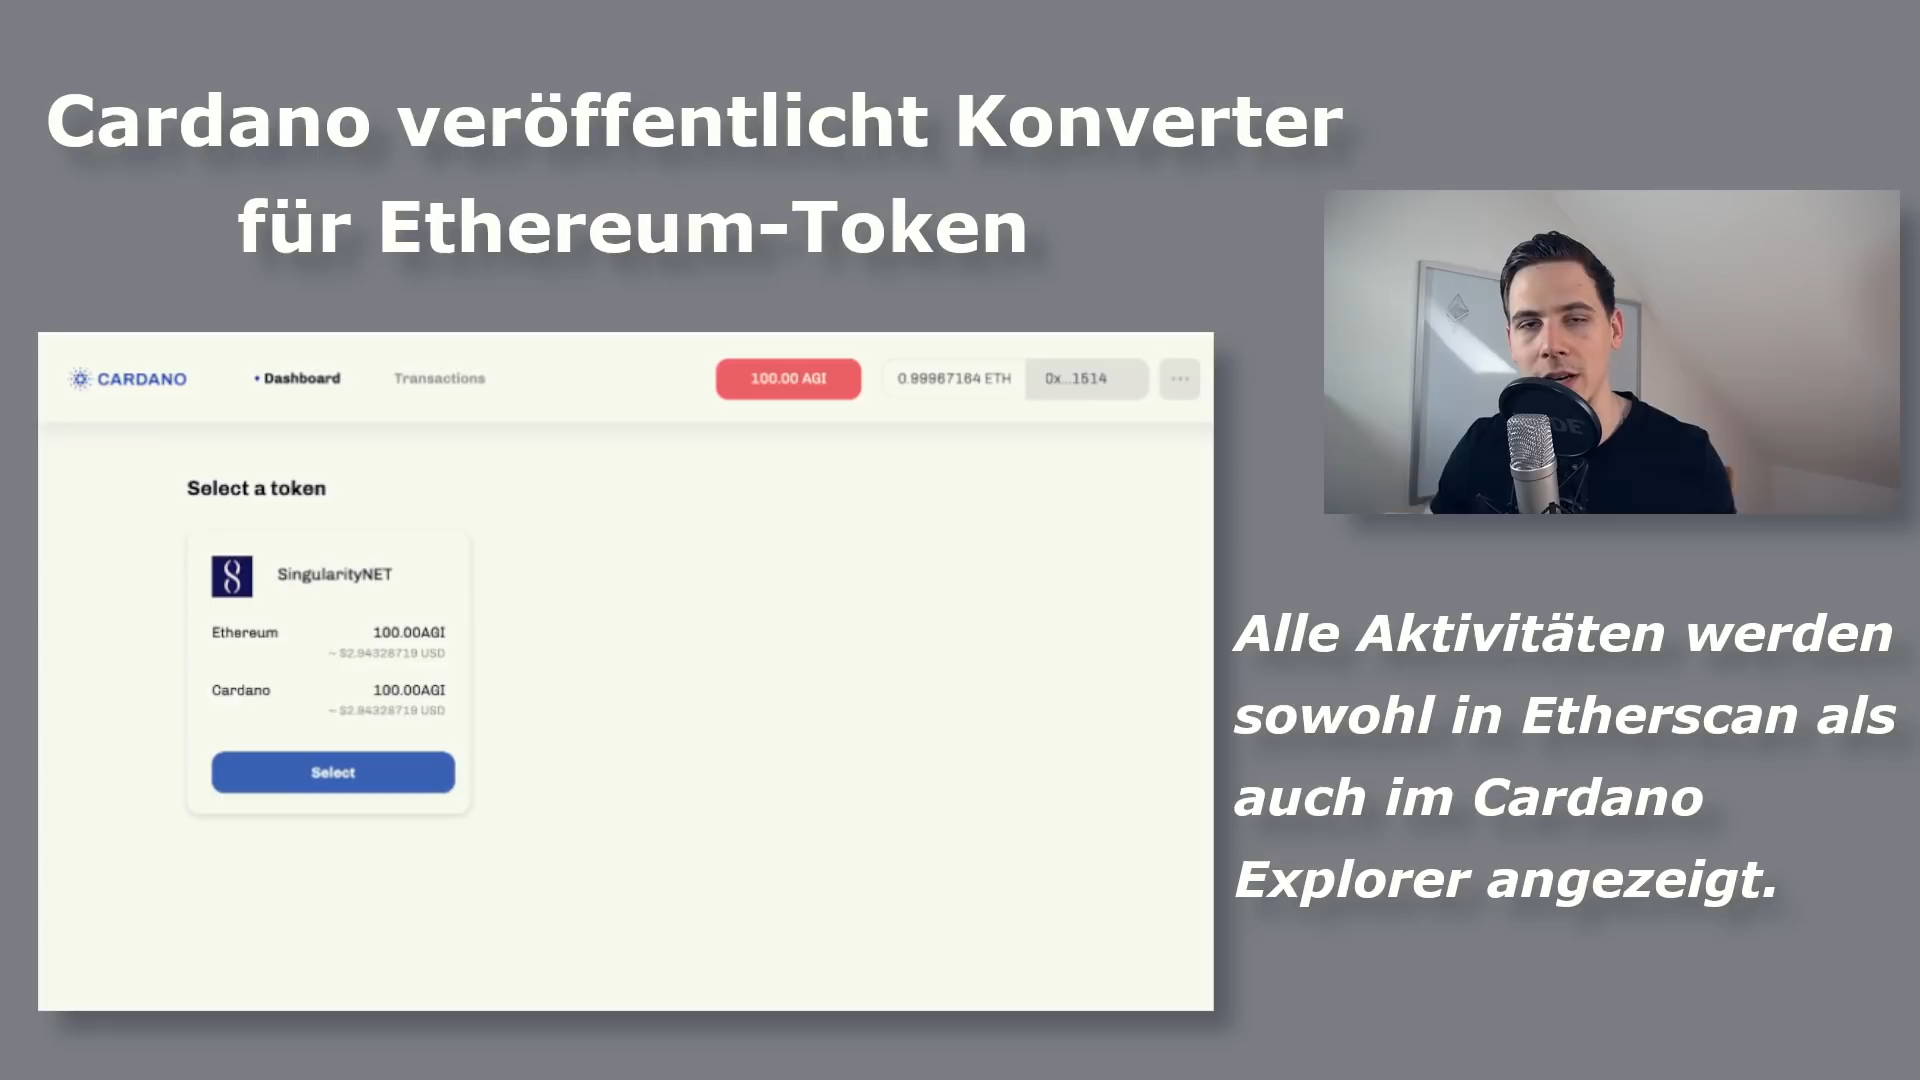 Cardano veröffentlicht Konverter
für Ethereum-Token
CARDANO
Dashboard
Transactions
100.00 AGI
0.99967164 ETH
0x...1514
Select a token
SingularityNET
Ethereum
100.00AGI
~ $2.94328719 USD
Cardano
100.00AGI
~ $2.94328719 USD
Select
Alle Aktivitäten werden
sowohl in Etherscan als
auch im Cardano
Explorer angezeigt.